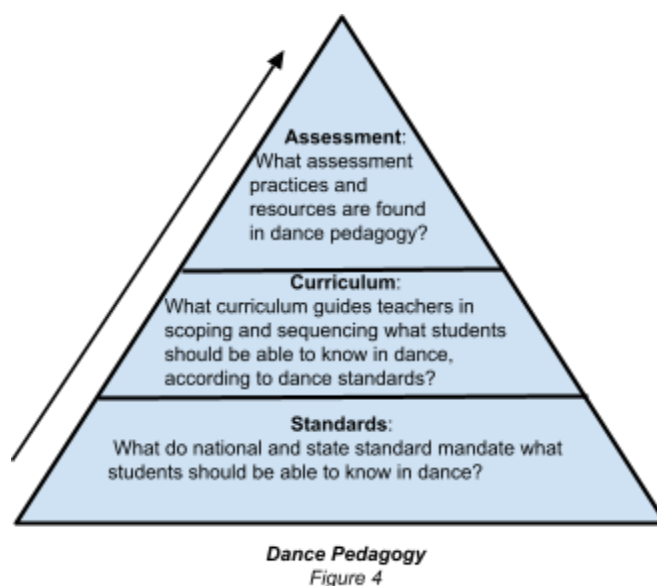 Assessment:
What assessment
practices and
resources are found
in dance pedagogy?
Curriculum:
What curriculum guides teachers in
scoping and sequencing what students
should be able to know in dance,
according to dance standards?
Standards:
What do national and state standard mandate what
students should be able to know in dance?
Dance Pedagogy
Figure 4